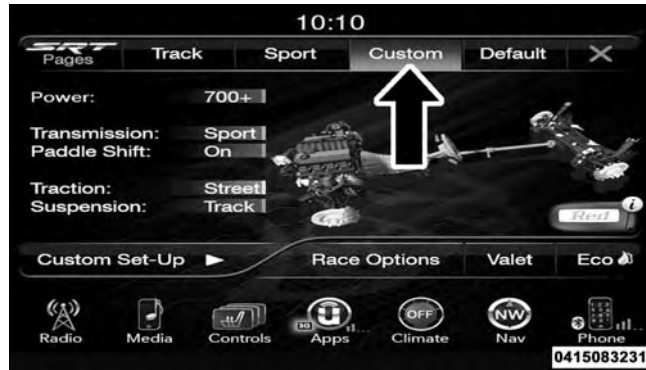 10:10
SRT Pages Track Sport Custom Default
Power: 700+
Transmission: Sport
Paddle Shift: On
Traction: Street
Suspension: Track
Red i
Custom Set-Up Race Options Valet Eco
3G U OFF NW
Radio Media Controls Apps Climate Nav Phone
0415083231